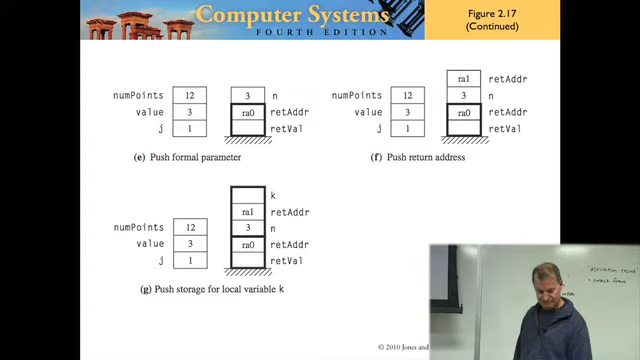 Computer Systems
FOURTH EDITION
Figure 2.17
(Continued)
numPoints 12 3 n
value 3 ra0 retAddr
j 1 retVal
(e) Push formal parameter
ra1 retAddr
numPoints 12 3 n
value 3 ra0 retAddr
j 1 retVal
(f) Push return address
k
ra1 retAddr
numPoints 12 3 n
value 3 ra0 retAddr
j 1 retVal
(g) Push storage for local variable k
© 2010 Jones and